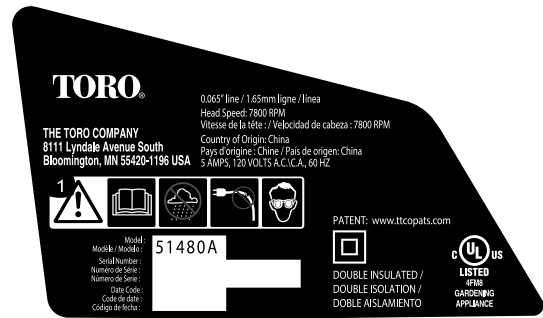 TORO®
0.065" line / 1.65mm ligne / línea
Head Speed: 7800 RPM
Vitesse de la tête : / Velocidad de cabeza : 7800 RPM
Country of Origin: China
Pays d'origine : Chine / País de origen: China
5 AMPS, 120 VOLTS A.C.\C.A., 60 HZ
THE TORO COMPANY
8111 Lyndale Avenue South
Bloomington, MN 55420-1196 USA
1
Model :
Modèle / Modelo :
51480A
Serial Number :
Numéro de Série :
Número de Serie :
Date Code :
Code de date :
Código de fecha :
PATENT: www.ttcopats.com
DOUBLE INSULATED /
DOUBLE ISOLATION /
DOBLE AISLAMIENTO
C UL US
LISTED
4FM8
GARDENING
APPLIANCE